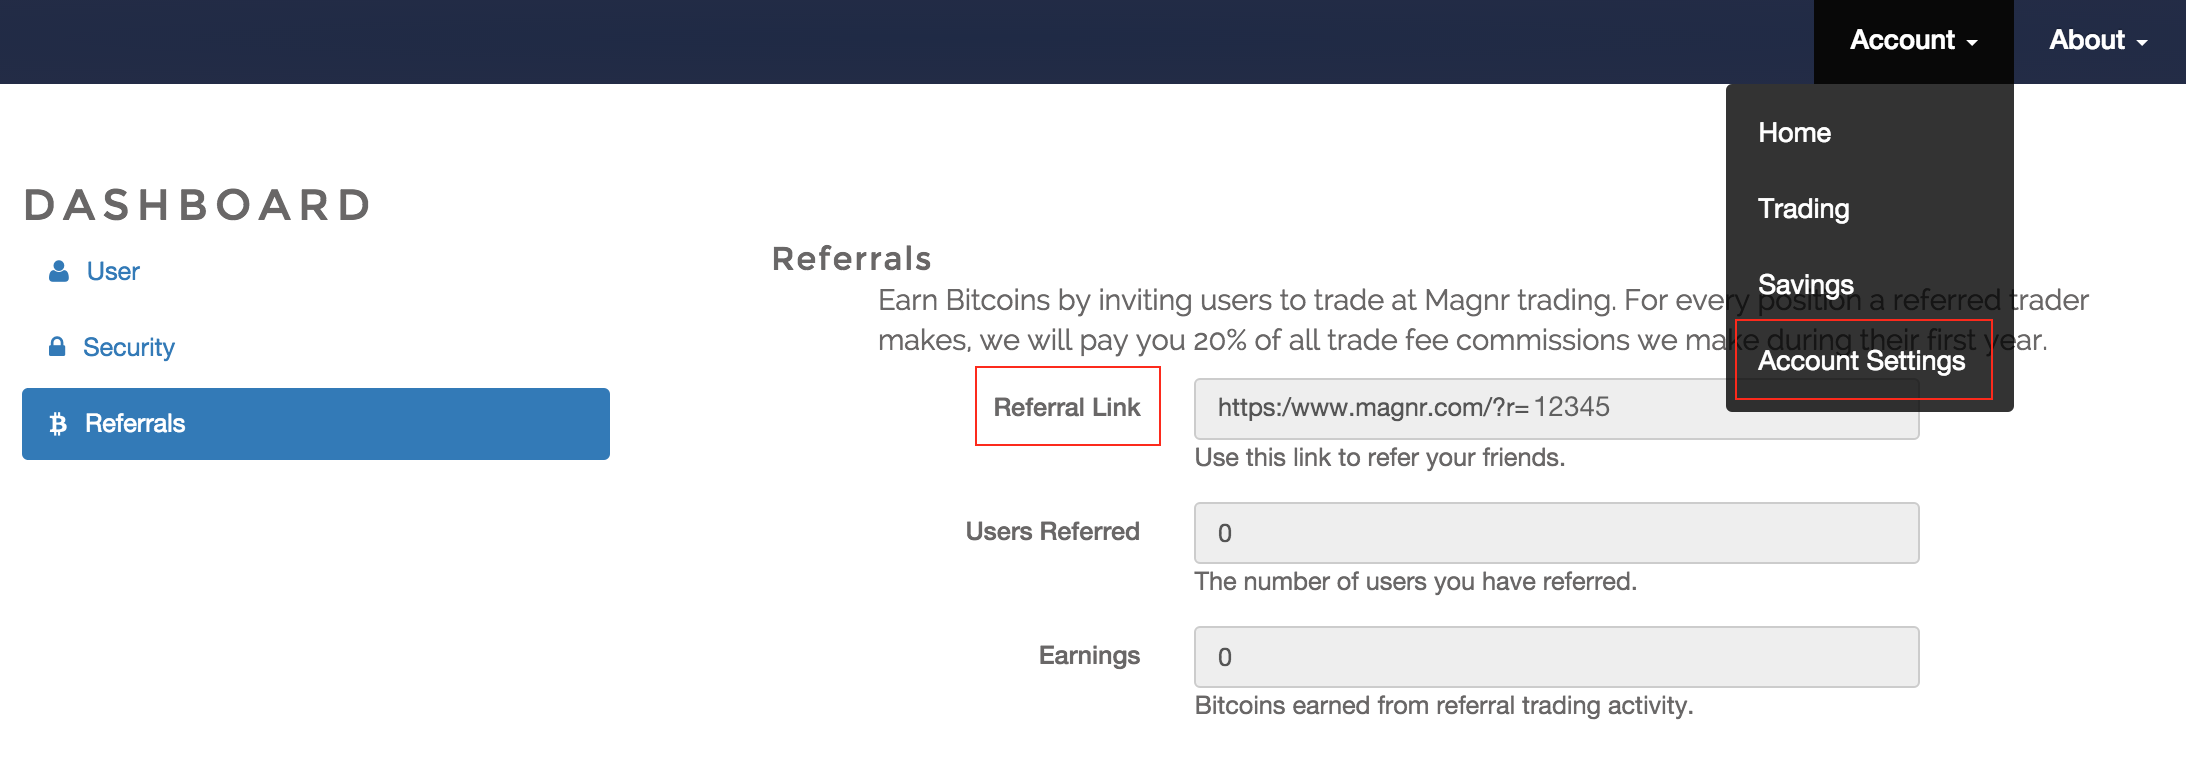 Account
About
Home
Trading
Savings
Account Settings
DASHBOARD
User
Security
Referrals
Referrals
Earn Bitcoins by inviting users to trade at Magnr trading. For every position a referred trader
makes, we will pay you 20% of all trade fee commissions we make during their first year.
Referral Link
https:/www.magnr.com/?r= 12345
Use this link to refer your friends.
Users Referred
0
The number of users you have referred.
Earnings
0
Bitcoins earned from referral trading activity.